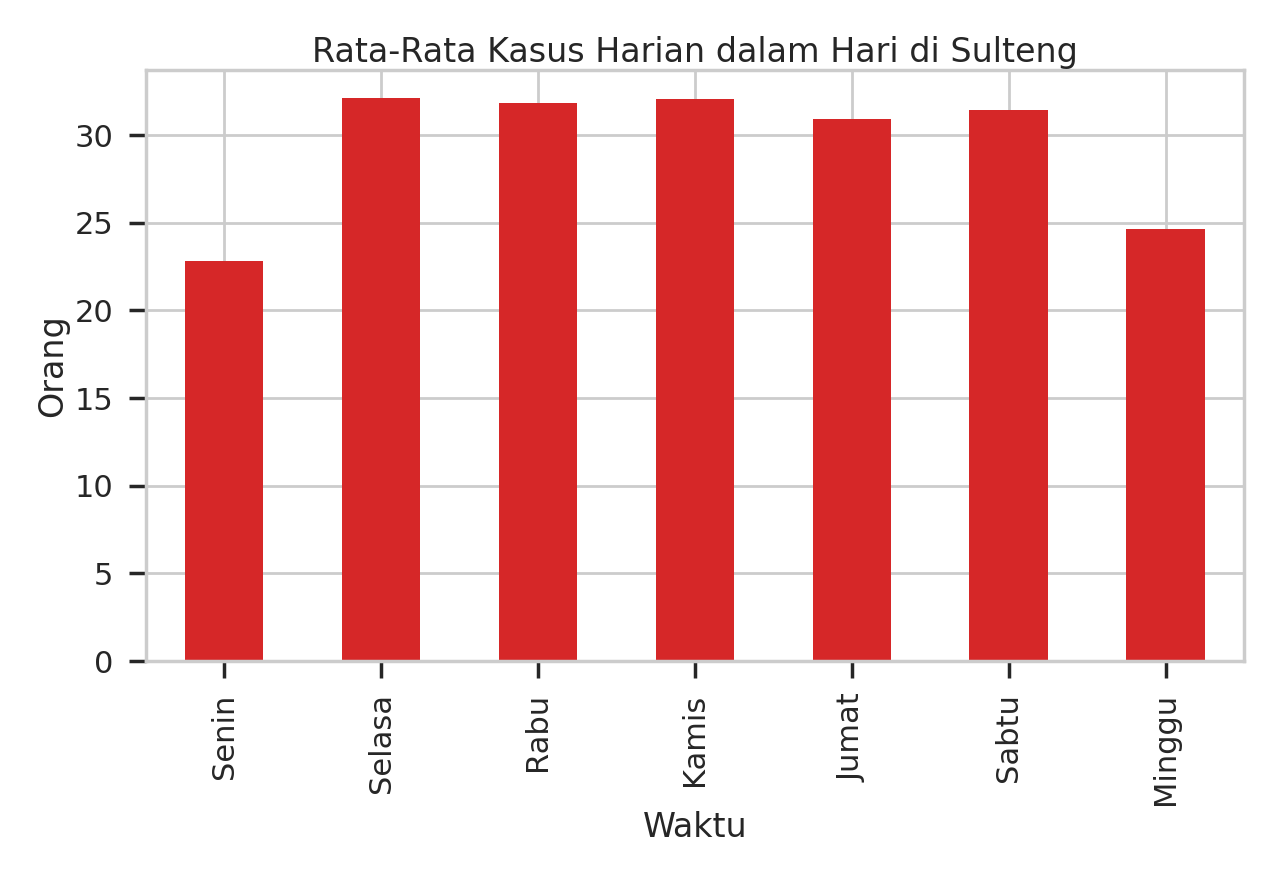 Rata-Rata Kasus Harian dalam Hari di Sulteng
Orang
30
25
20
15
10
5
0
Senin
Selasa
Rabu
Kamis
Jumat
Sabtu
Minggu
Waktu